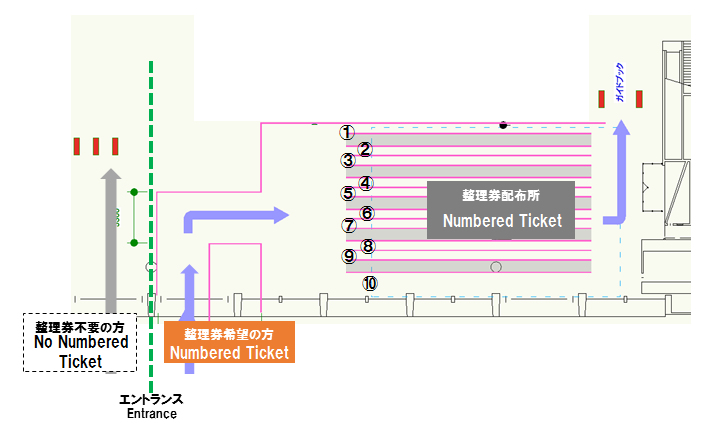 ガイドブック
①
②
③
④
⑤
⑥
⑦
⑧
⑨
⑩
整理券配布所
Numbered Ticket
整理券不要の方
No Numbered
Ticket
整理券希望の方
Numbered Ticket
エントランス
Entrance